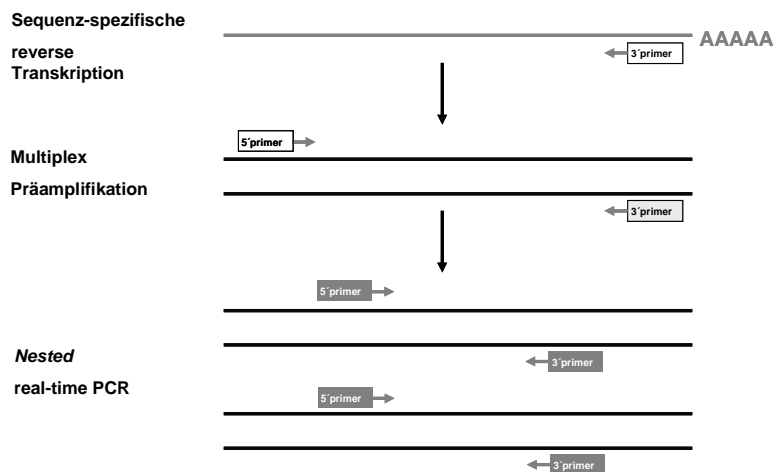 Sequenz-spezifische
AAAAA
reverse
3´primer
Transkription
5´primer
Multiplex
Präamplifikation
3´primer
5´primer
Nested
3´primer
real-time PCR
5´primer
3´primer